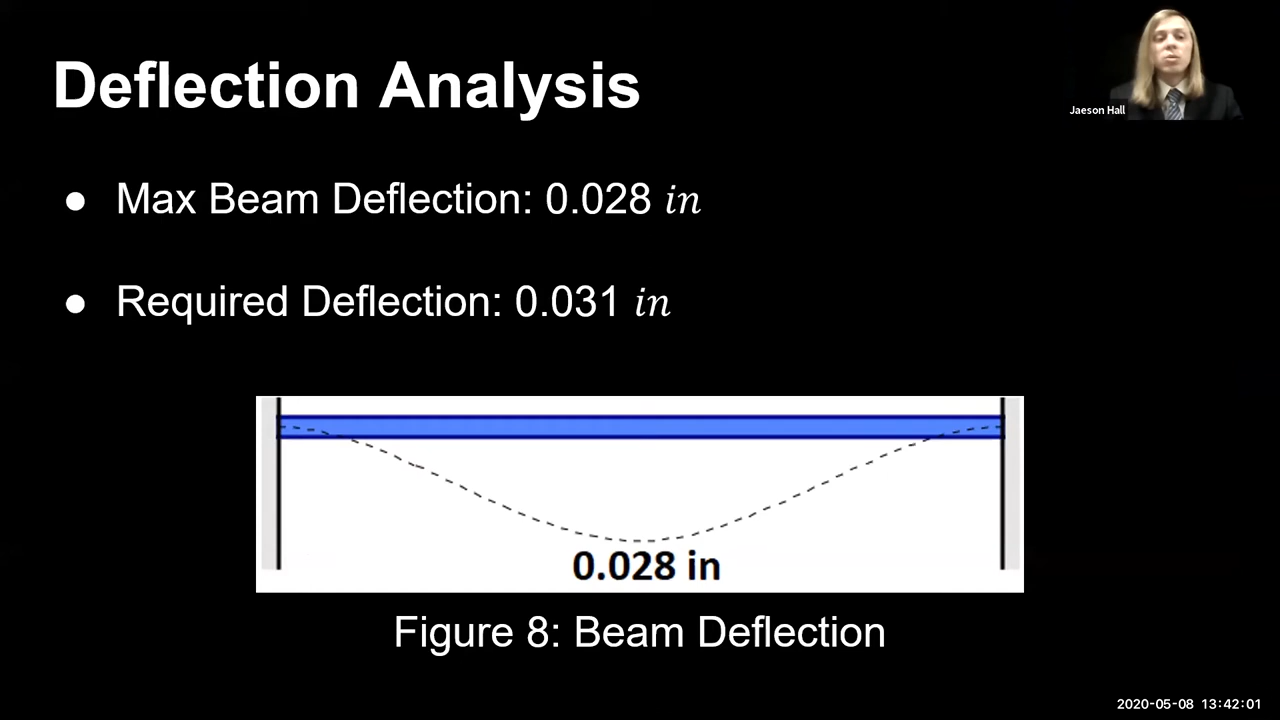 Deflection Analysis
Jaeson Hall
● Max Beam Deflection: 0.028 in
● Required Deflection: 0.031 in
0.028 in
Figure 8: Beam Deflection
2020-05-08 13:42:01